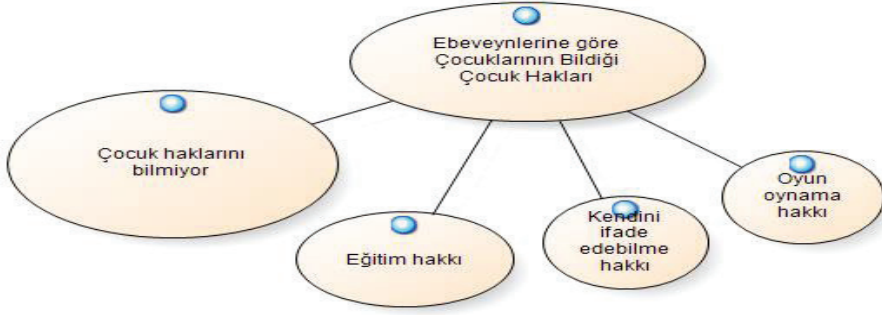 Ebeveynlerine göre
Çocuklarının Bildiği
Çocuk Hakları
Çocuk haklarını
bilmiyor
Eğitim hakkı
Kendini
ifade
edebilme
hakkı
Oyun
oynama
hakkı